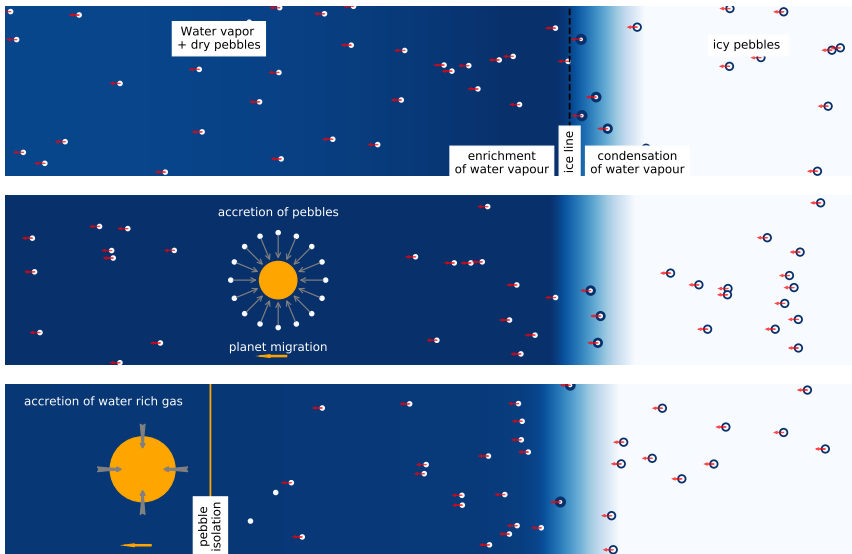 Water vapor
+ dry pebbles
icy pebbles
enrichment
of water vapour
ice line
condensation
of water vapour
accretion of pebbles
planet migration
accretion of water rich gas
pebble
isolation